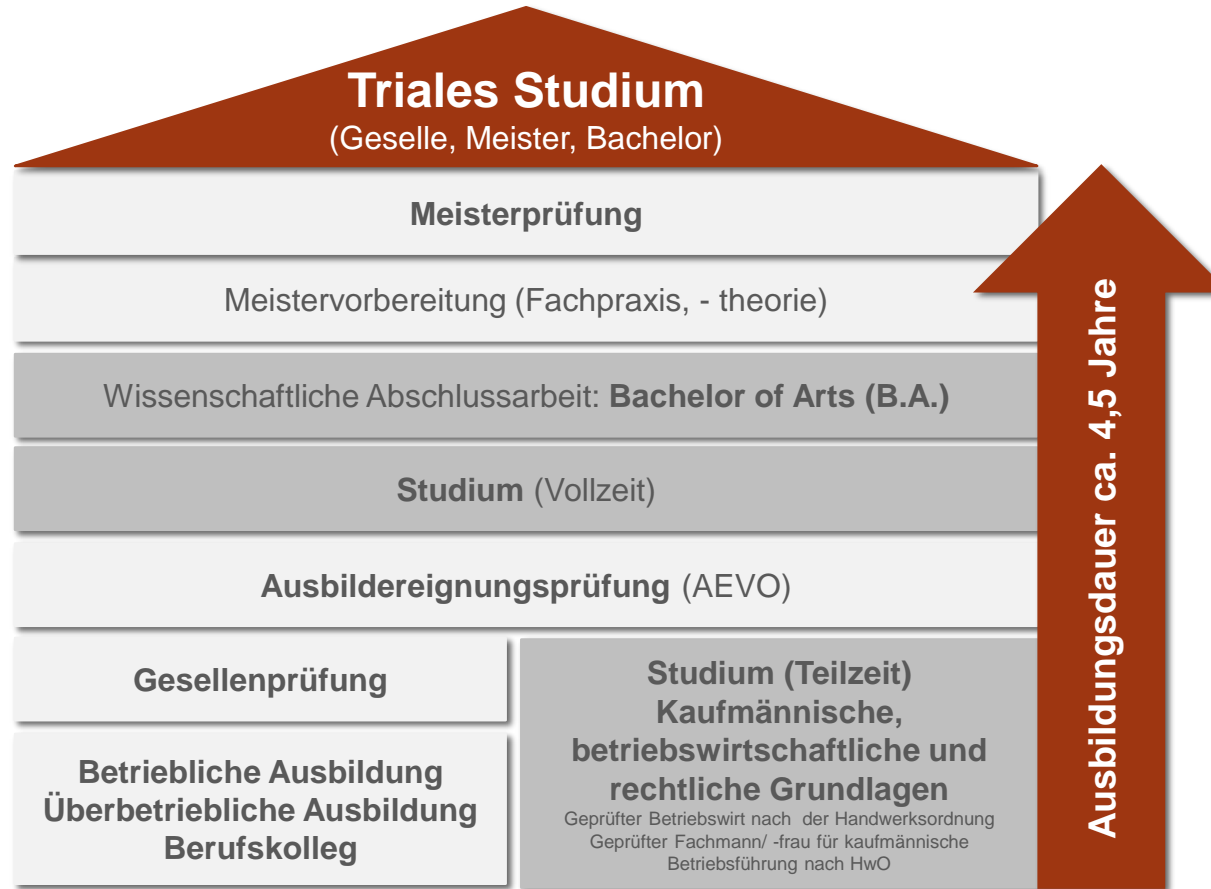 Triales Studium
(Geselle, Meister, Bachelor)
Meisterprüfung
Meistervorbereitung (Fachpraxis, - theorie)
Wissenschaftliche Abschlussarbeit: Bachelor of Arts (B.A.)
Studium (Vollzeit)
Ausbildereignungsprüfung (AEVO)
Gesellenprüfung
Betriebliche Ausbildung
Überbetriebliche Ausbildung
Berufskolleg
Studium (Teilzeit)
Kaufmännische,
betriebswirtschaftliche und
rechtliche Grundlagen
Geprüfter Betriebswirt nach der Handwerksordnung
Geprüfter Fachmann/ -frau für kaufmännische
Betriebsführung nach HwO
Ausbildungsdauer ca. 4,5 Jahre